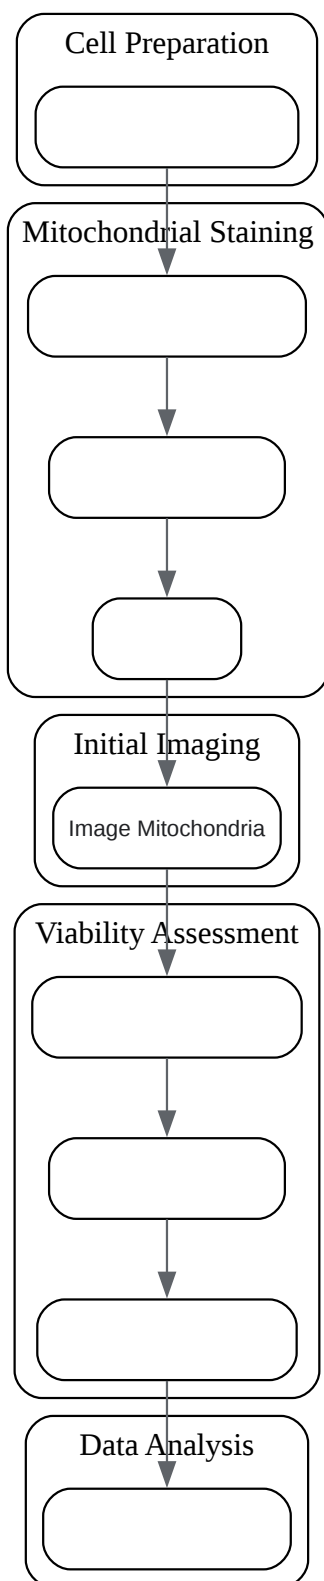 Cell Preparation
Mitochondrial Staining
Initial Imaging
Image Mitochondria
Viability Assessment
Data Analysis